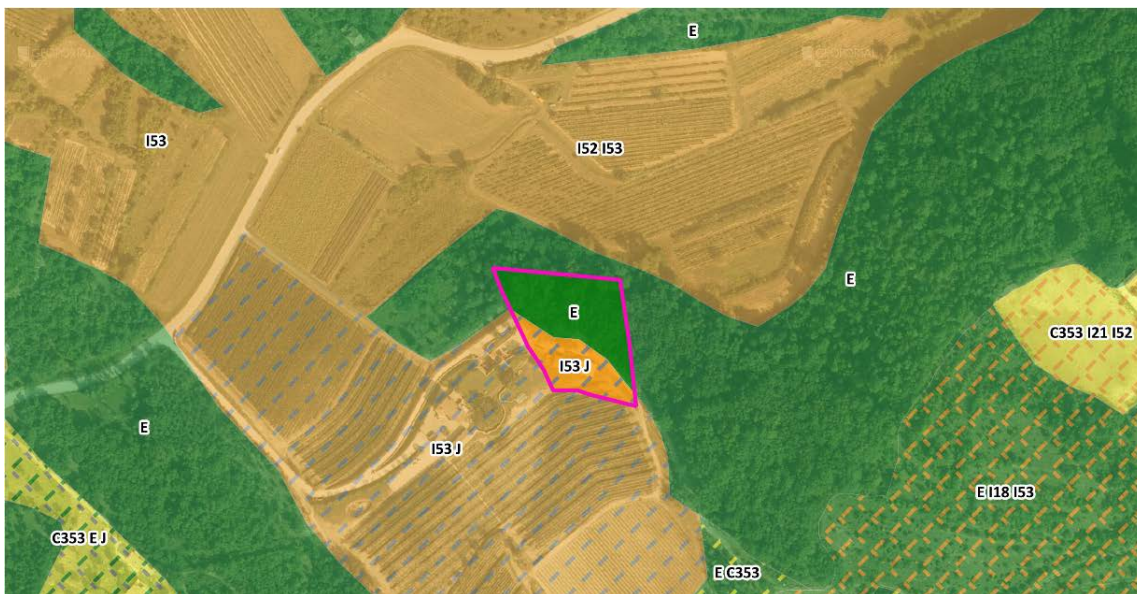 E
I53
I52 I53
E
E
C353 I21 I52
I53 J
E
I53 J
E I18 I53
C353 E J
E C353